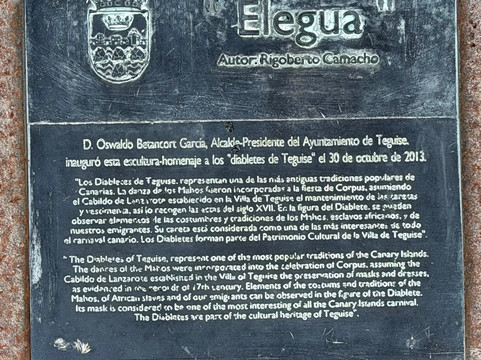 "Elegua"
Autor: Rigoberto Camacho
D. Oswaldo Betancort García, Alcalde-Presidente del Ayuntamiento de Teguise,
inauguró esta escultura-homenaje a los "diabletes de Teguise" el 30 de octubre de 2013.
"Los Diabletes de Teguise, representan una de las más antiguas tradiciones populares de
Canarias. La danza de los Mahos fueron incorporadas a la fiesta de Corpus, asumiendo
el Cabildo de Lanzarote establecido en la Villa de Teguise el mantenimiento de las caretas
y vestimenta, así lo recogen las actas del siglo XVII. En la figura del Diablete, se pueden
observar elementos de las costumbres y tradiciones de los Mahos, esclavos africanos, y de
nuestros emigrantes. Su careta está considerada como una de las más interesantes de todo
el carnaval canario. Los Diabletes forman parte del Patrimonio Cultural de la Villa de Teguise".
"The Diabletes of Teguise, represent one of the most popular traditions of the Canary Islands.
The dances of the Mahos were incorporated into the celebration of Corpus, assuming the
Cabildo de Lanzarote established in the Villa of Teguise the preservation of masks and dresses,
as evidenced in the records of 17th century. Elements of the costums and traditions of the
Mahos, of African slaves and of our emigrants can be observed in the figure of the Diablete.
Its mask is considered to be one of the most interesting of all the Canary Islands carnival.
The Diabletes are part of the cultural heritage of Teguise".